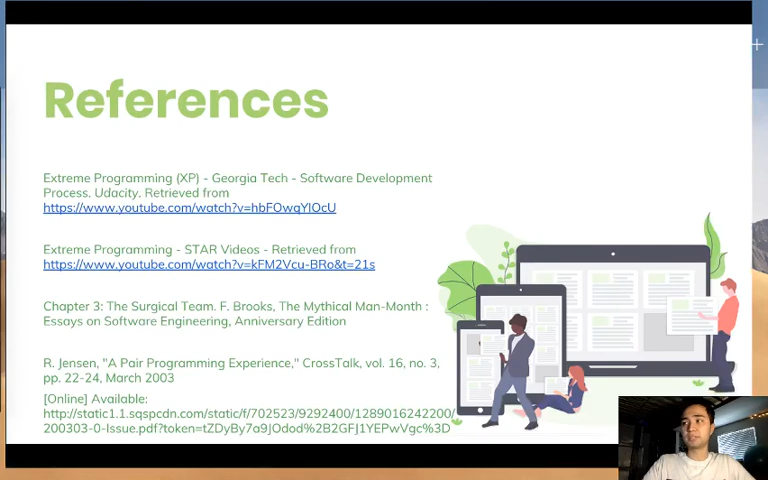 References
Extreme Programming (XP) - Georgia Tech - Software Development
Process. Udacity. Retrieved from
https://www.youtube.com/watch?v=hbFOwqYIOcU
Extreme Programming - STAR Videos - Retrieved from
https://www.youtube.com/watch?v=kFM2Vcu-BRo&t=21s
Chapter 3: The Surgical Team. F. Brooks, The Mythical Man-Month :
Essays on Software Engineering, Anniversary Edition
R. Jensen, "A Pair Programming Experience," CrossTalk, vol. 16, no. 3,
pp. 22-24, March 2003
[Online] Available:
http://static1.1.sqspcdn.com/static/f/702523/9292400/1289016242200/
200303-0-Issue.pdf?token=tZDyBy7a9JOdod%2B2GFJ1YEPwVgc%3D